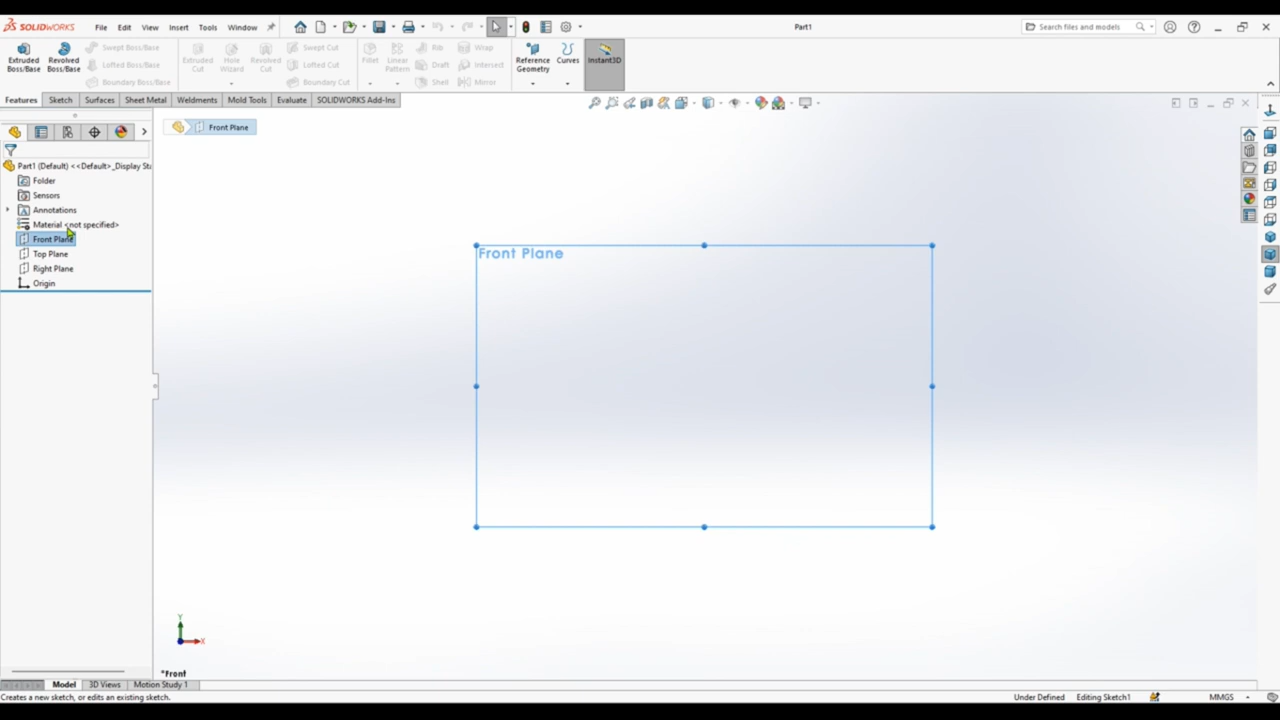 SOLIDWORKS File Edit View Insert Tools Window Part1 Search files and models
Extruded Boss/Base Revolved Boss/Base Swept Boss/Base Lofted Boss/Base Boundary Boss/Base Extruded Cut Hole Wizard Revolved Cut Swept Cut Lofted Cut Boundary Cut Fillet Linear Pattern Rib Draft Shell Wrap Intersect Mirror Reference Geometry Curves Instant3D
Features Sketch Surfaces Sheet Metal Weldments Mold Tools Evaluate SOLIDWORKS Add-Ins
Front Plane
Part1 (Default) <<Default>_Display Sta
Folder
Sensors
Annotations
Material <not specified>
Front Plane
Top Plane
Right Plane
Origin
Front Plane
Y
X
*Front
Model 3D Views Motion Study 1
Creates a new sketch, or edits an existing sketch. Under Defined Editing Sketch1 MMGS